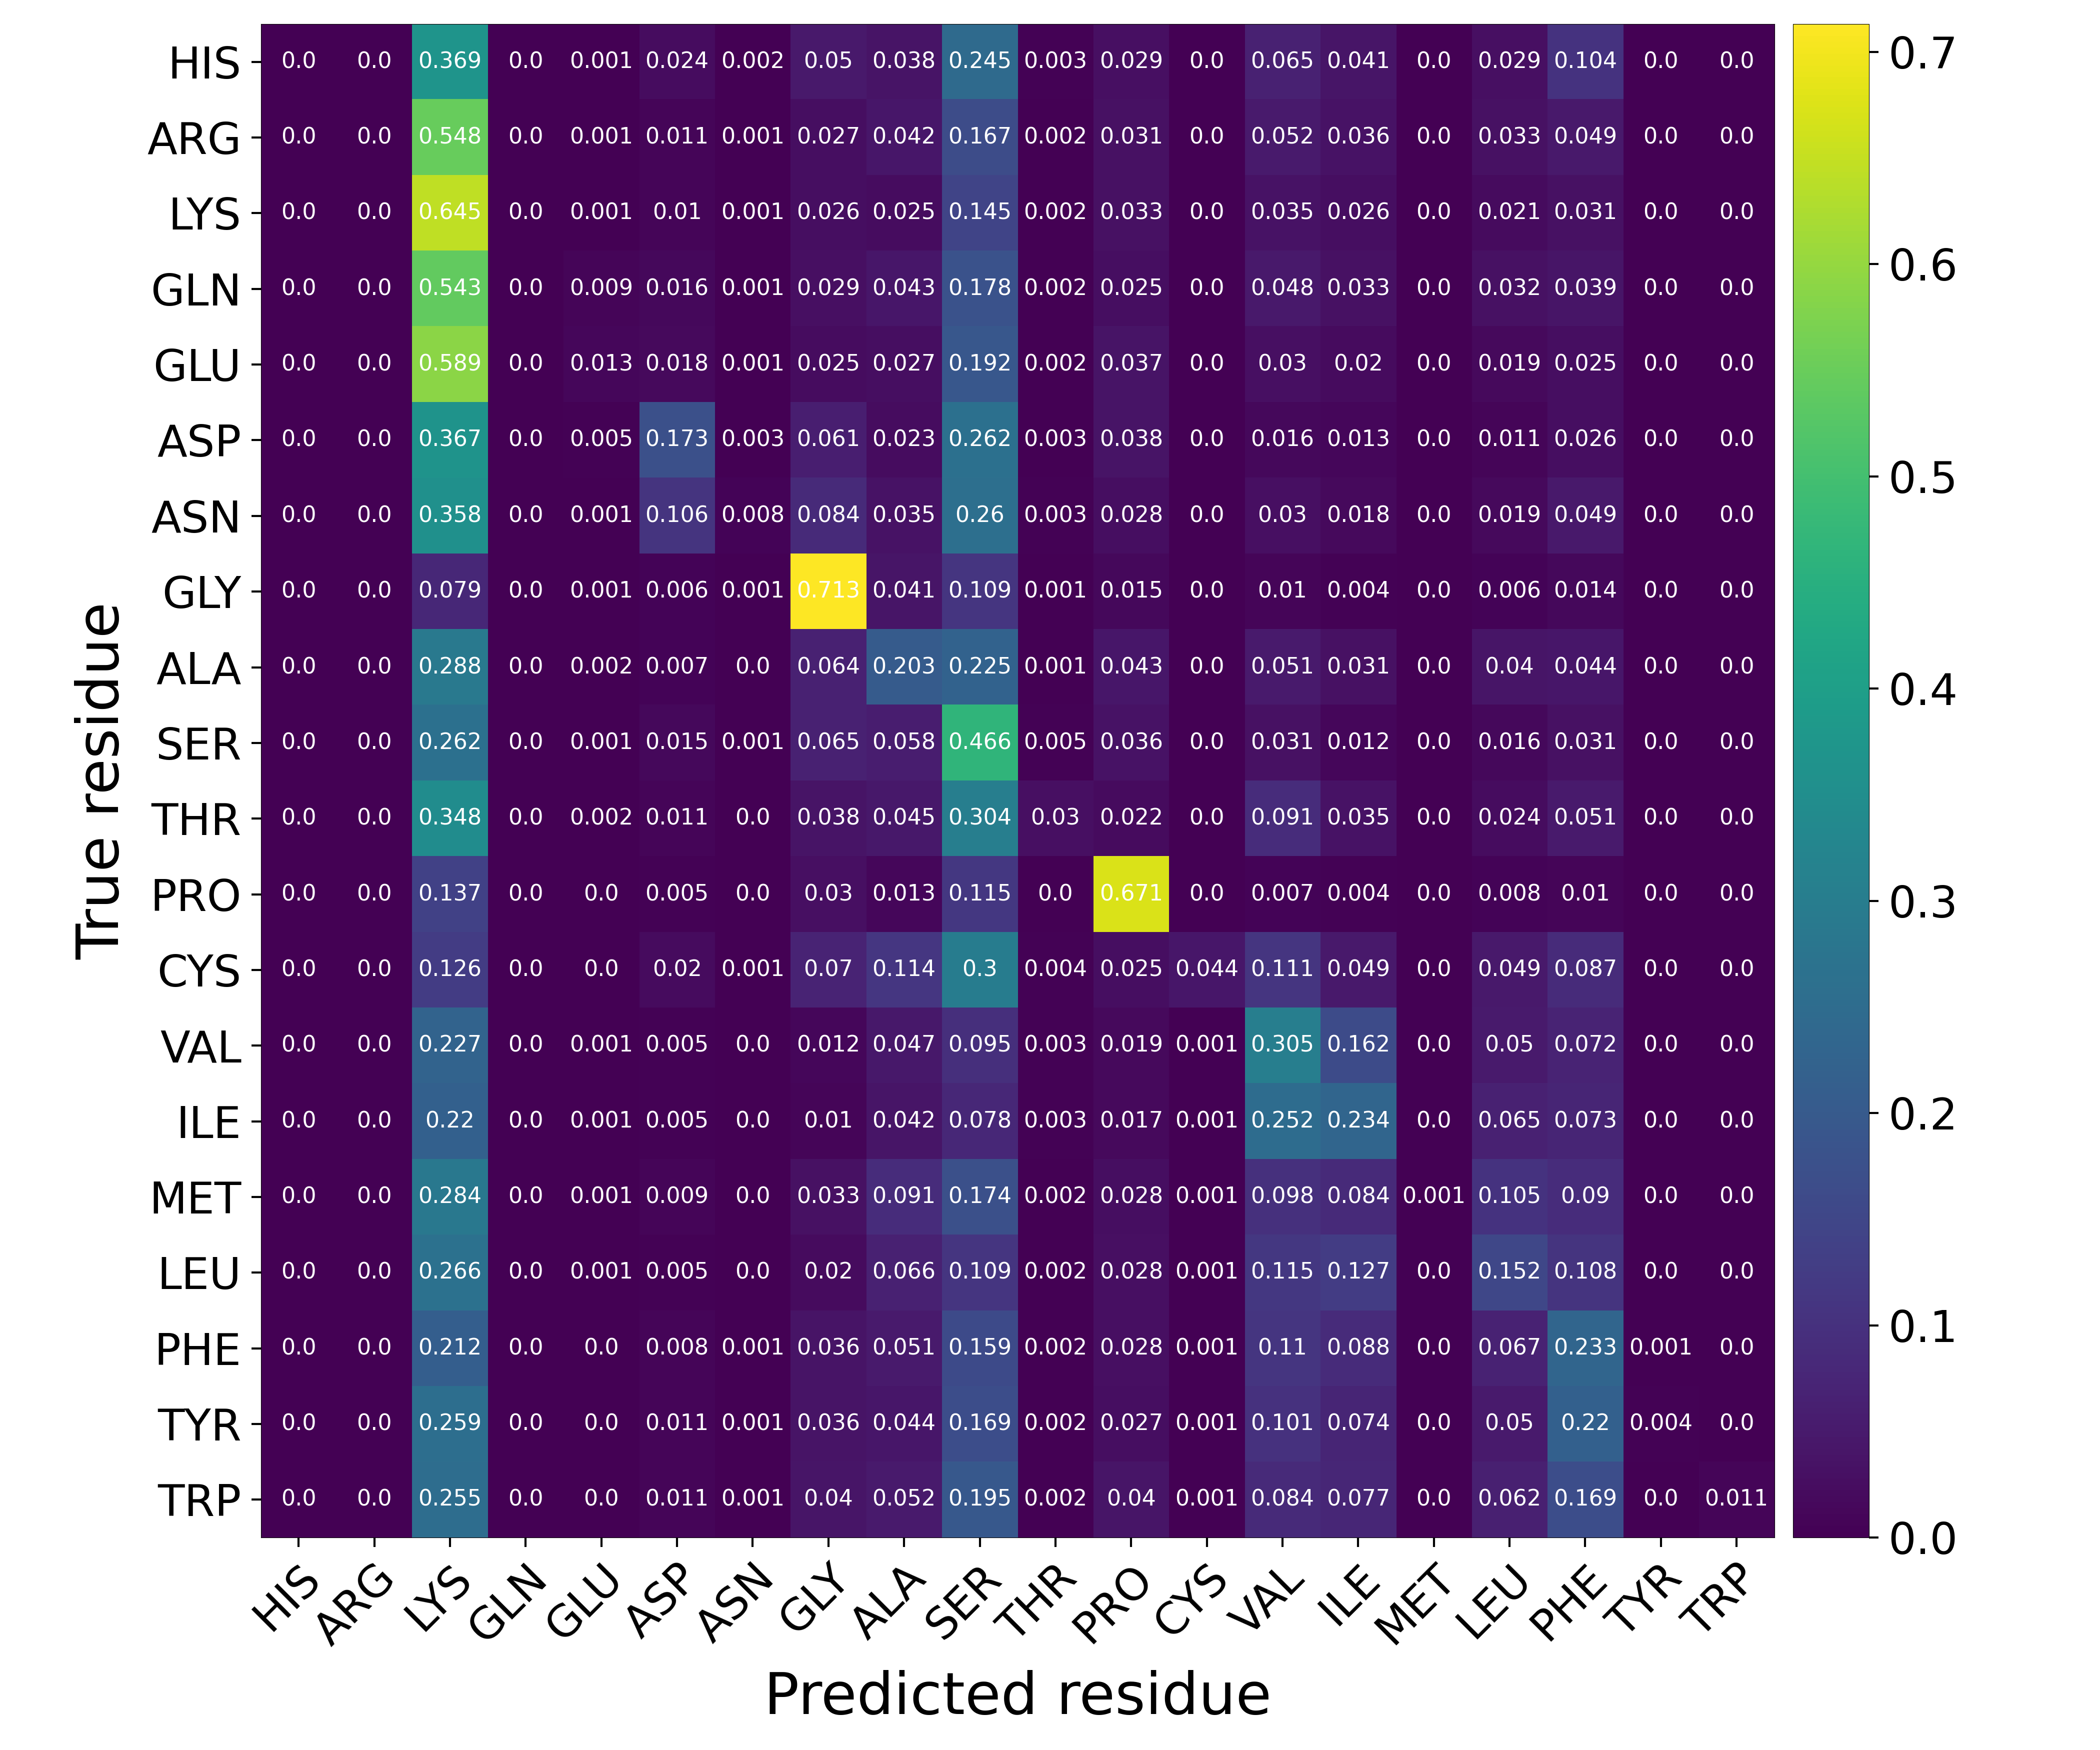 HIS 0.0 0.0 0.369 0.0 0.001 0.024 0.002 0.05 0.038 0.245 0.003 0.029 0.0 0.065 0.041 0.0 0.029 0.104 0.0 0.0
ARG 0.0 0.0 0.548 0.0 0.001 0.011 0.001 0.027 0.042 0.167 0.002 0.031 0.0 0.052 0.036 0.0 0.033 0.049 0.0 0.0
LYS 0.0 0.0 0.645 0.0 0.001 0.01 0.001 0.026 0.025 0.145 0.002 0.033 0.0 0.035 0.026 0.0 0.021 0.031 0.0 0.0
GLN 0.0 0.0 0.543 0.0 0.009 0.016 0.001 0.029 0.043 0.178 0.002 0.025 0.0 0.048 0.033 0.0 0.032 0.039 0.0 0.0
GLU 0.0 0.0 0.589 0.0 0.013 0.018 0.001 0.025 0.027 0.192 0.002 0.037 0.0 0.03 0.02 0.0 0.019 0.025 0.0 0.0
ASP 0.0 0.0 0.367 0.0 0.005 0.173 0.003 0.061 0.023 0.262 0.003 0.038 0.0 0.016 0.013 0.0 0.011 0.026 0.0 0.0
ASN 0.0 0.0 0.358 0.0 0.001 0.106 0.008 0.084 0.035 0.26 0.003 0.028 0.0 0.03 0.018 0.0 0.019 0.049 0.0 0.0
GLY 0.0 0.0 0.079 0.0 0.001 0.006 0.001 0.713 0.041 0.109 0.001 0.015 0.0 0.01 0.004 0.0 0.006 0.014 0.0 0.0
ALA 0.0 0.0 0.288 0.0 0.002 0.007 0.0 0.064 0.203 0.225 0.001 0.043 0.0 0.051 0.031 0.0 0.04 0.044 0.0 0.0
SER 0.0 0.0 0.262 0.0 0.001 0.015 0.001 0.065 0.058 0.466 0.005 0.036 0.0 0.031 0.012 0.0 0.016 0.031 0.0 0.0
THR 0.0 0.0 0.348 0.0 0.002 0.011 0.0 0.038 0.045 0.304 0.03 0.022 0.0 0.091 0.035 0.0 0.024 0.051 0.0 0.0
PRO 0.0 0.0 0.137 0.0 0.0 0.005 0.0 0.03 0.013 0.115 0.0 0.671 0.0 0.007 0.004 0.0 0.008 0.01 0.0 0.0
CYS 0.0 0.0 0.126 0.0 0.0 0.02 0.001 0.07 0.114 0.3 0.004 0.025 0.044 0.111 0.049 0.0 0.049 0.087 0.0 0.0
VAL 0.0 0.0 0.227 0.0 0.001 0.005 0.0 0.012 0.047 0.095 0.003 0.019 0.001 0.305 0.162 0.0 0.05 0.072 0.0 0.0
ILE 0.0 0.0 0.22 0.0 0.001 0.005 0.0 0.01 0.042 0.078 0.003 0.017 0.001 0.252 0.234 0.0 0.065 0.073 0.0 0.0
MET 0.0 0.0 0.284 0.0 0.001 0.009 0.0 0.033 0.091 0.174 0.002 0.028 0.001 0.098 0.084 0.001 0.105 0.09 0.0 0.0
LEU 0.0 0.0 0.266 0.0 0.001 0.005 0.0 0.02 0.066 0.109 0.002 0.028 0.001 0.115 0.127 0.0 0.152 0.108 0.0 0.0
PHE 0.0 0.0 0.212 0.0 0.0 0.008 0.001 0.036 0.051 0.159 0.002 0.028 0.001 0.11 0.088 0.0 0.067 0.233 0.001 0.0
TYR 0.0 0.0 0.259 0.0 0.0 0.011 0.001 0.036 0.044 0.169 0.002 0.027 0.001 0.101 0.074 0.0 0.05 0.22 0.004 0.0
TRP 0.0 0.0 0.255 0.0 0.0 0.011 0.001 0.04 0.052 0.195 0.002 0.04 0.001 0.084 0.077 0.0 0.062 0.169 0.0 0.011
HIS ARG LYS GLN GLU ASP ASN GLY ALA SER THR PRO CYS VAL ILE MET LEU PHE TYR TRP
Predicted residue
True residue
0.7
0.6
0.5
0.4
0.3
0.2
0.1
0.0